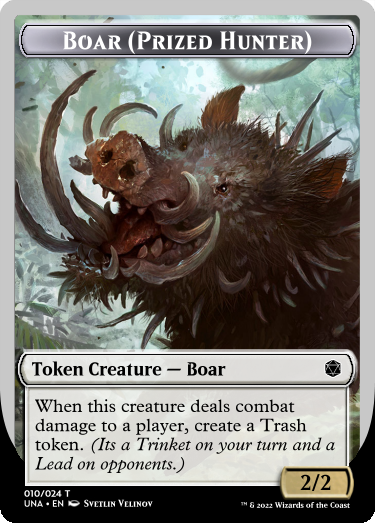 Boar (Prized Hunter)
Token Creature — Boar
When this creature deals combat
damage to a player, create a Trash
token. (Its a Trinket on your turn and a
Lead on opponents.)
2/2
010/024 T
UNA • EN Svetlin Velinov
™ & 2022 Wizards of the Coast